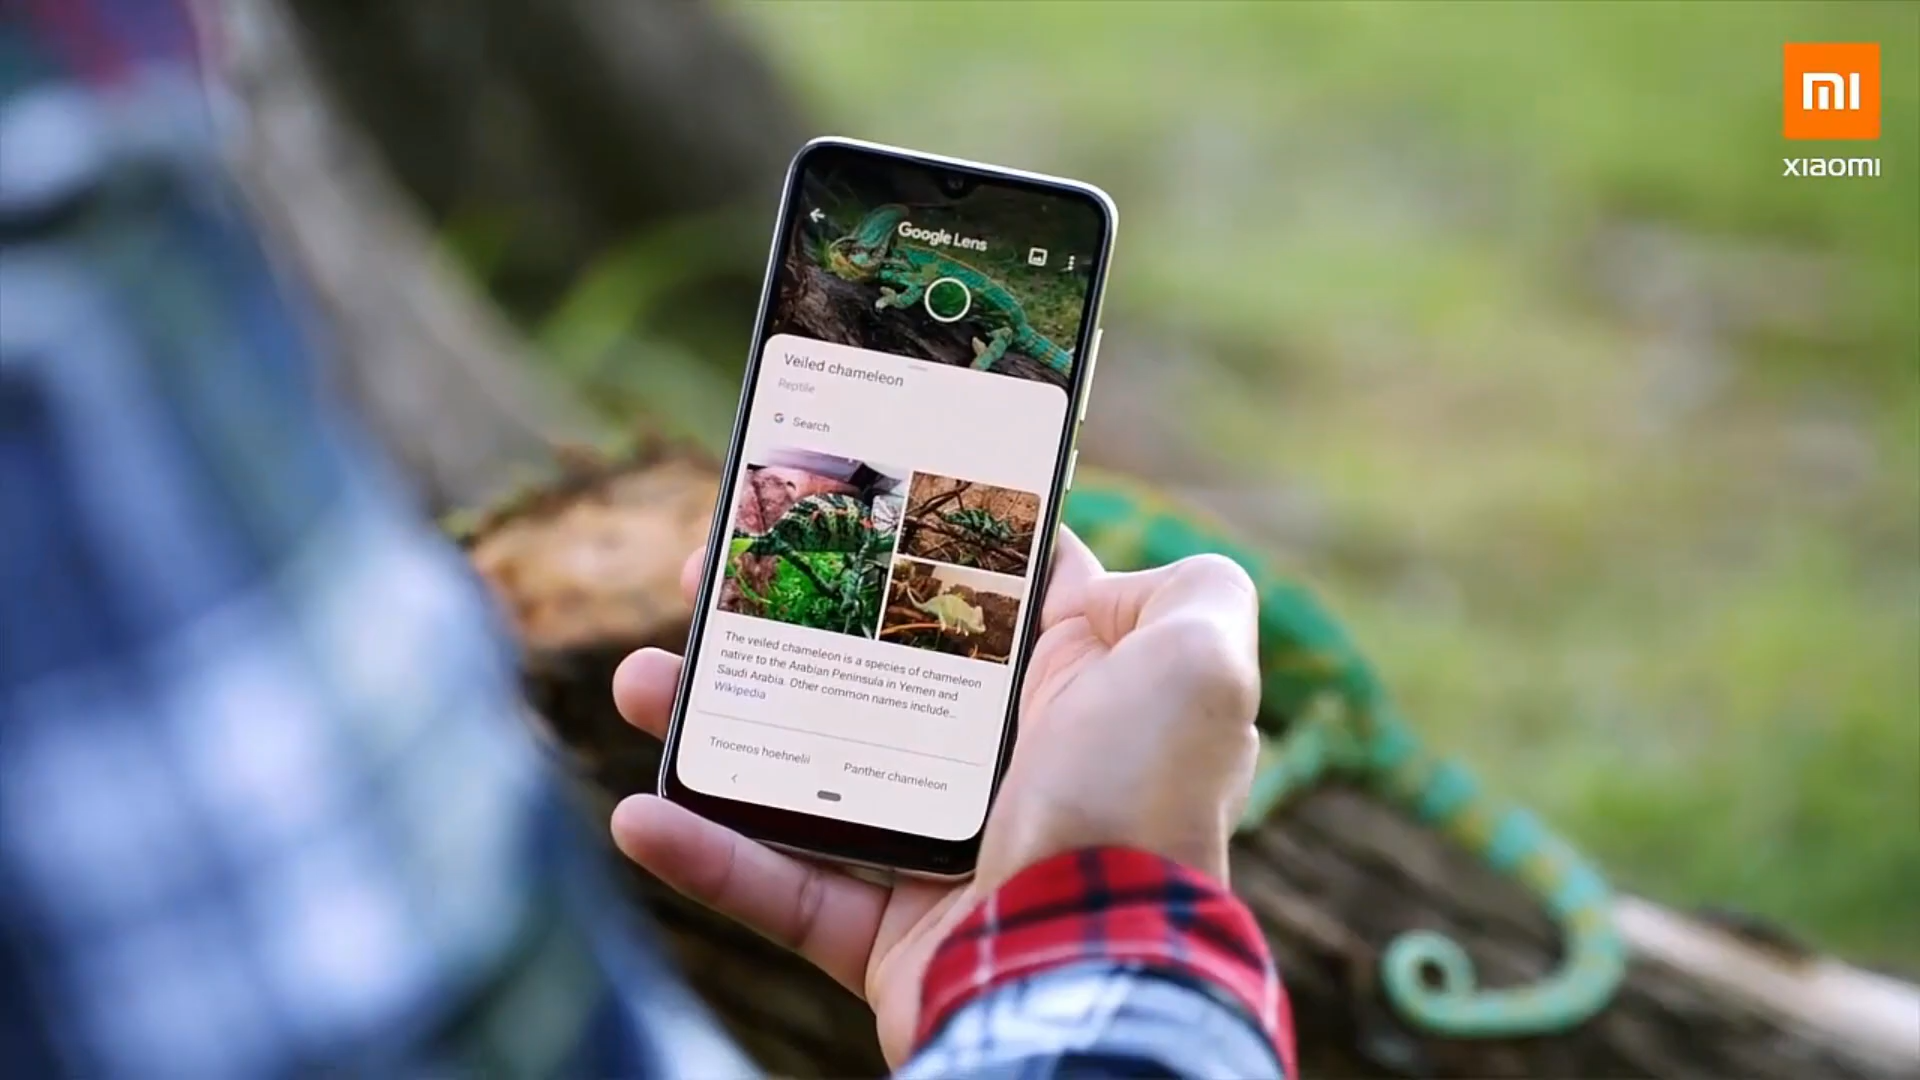 mi
xiaomi
Google Lens
Veiled chameleon
Reptile
G Search
The veiled chameleon is a species of chameleon
native to the Arabian Peninsula in Yemen and
Saudi Arabia. Other common names include...
Wikipedia
Trioceros hoehnelii
Panther chameleon